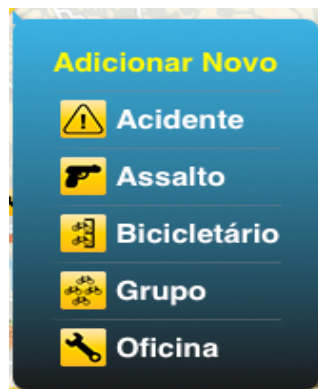 Adicionar Novo
Acidente
Assalto
Bicicletário
Grupo
Oficina